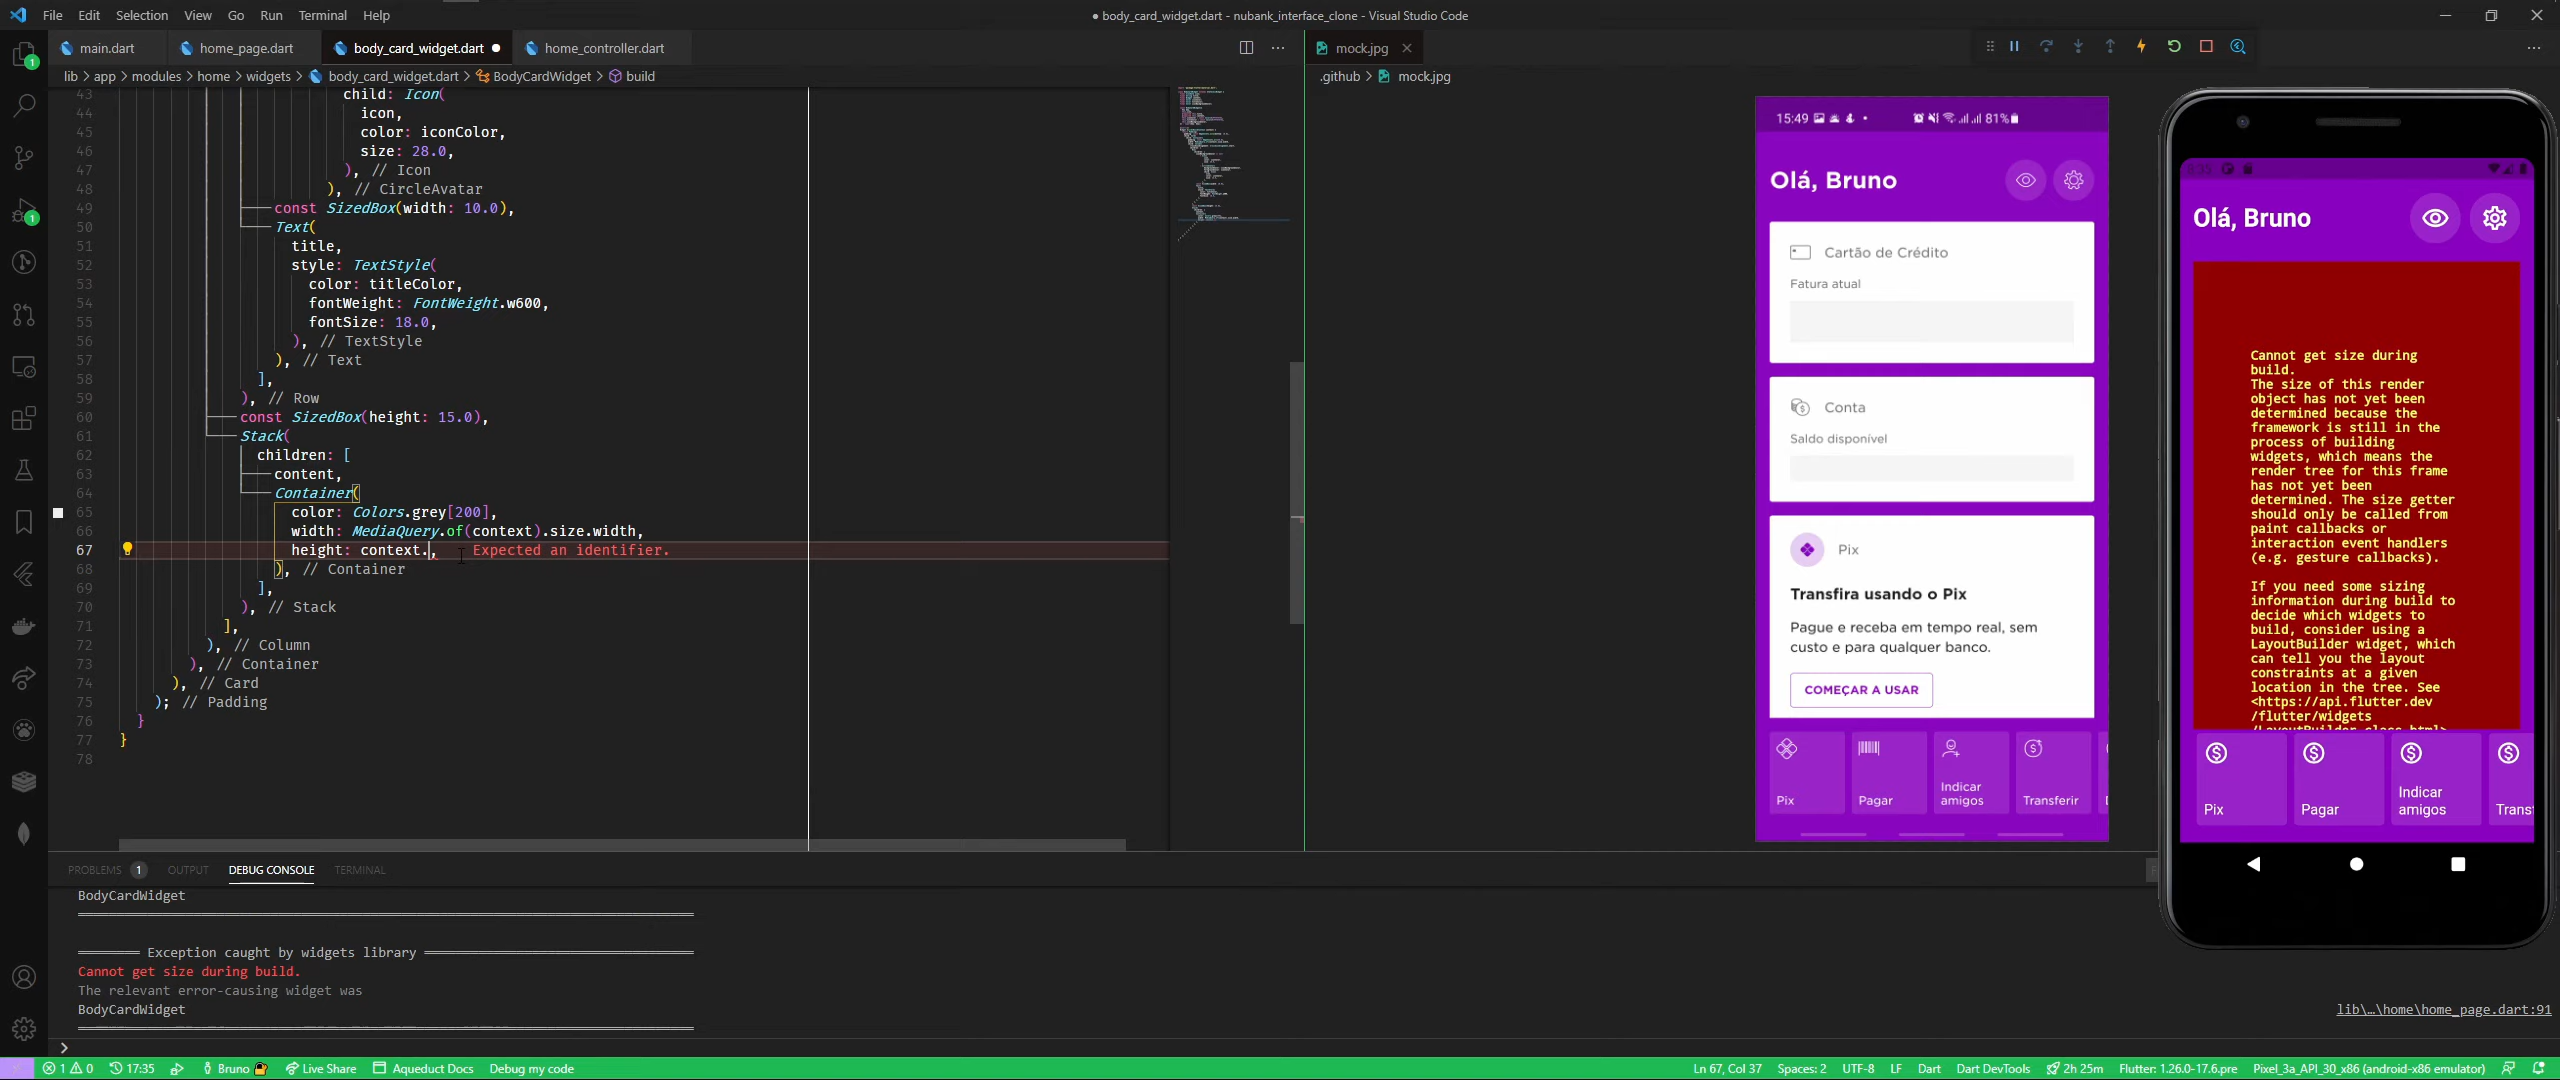 File Edit Selection View Go Run Terminal Help
● body_card_widget.dart - nubank_interface_clone - Visual Studio Code
main.dart
home_page.dart
body_card_widget.dart
home_controller.dart
mock.jpg
lib > app > modules > home > widgets > body_card_widget.dart > BodyCardWidget > build
.github > mock.jpg
43 child: Icon(
44 icon,
45 color: iconColor,
46 size: 28.0,
47 ), // Icon
48 ), // CircleAvatar
49 const SizedBox(width: 10.0),
50 Text(
51 title,
52 style: TextStyle(
53 color: titleColor,
54 fontWeight: FontWeight.w600,
55 fontSize: 18.0,
56 ), // TextStyle
57 ), // Text
58 ],
59 ), // Row
60 const SizedBox(height: 15.0),
61 Stack(
62 children: [
63 content,
64 Container(
65 color: Colors.grey[200],
66 width: MediaQuery.of(context).size.width,
67 height: context., Expected an identifier.
68 ), // Container
69 ],
70 ), // Stack
71 ],
72 ), // Column
73 ), // Container
74 ), // Card
75 ); // Padding
76 }
77 }
78
15:49 81%
Olá, Bruno
Cartão de Crédito
Fatura atual
Conta
Saldo disponível
Pix
Transfira usando o Pix
Pague e receba em tempo real, sem
custo e para qualquer banco.
COMEÇAR A USAR
Pix
Pagar
Indicar
amigos
Transferir
Olá, Bruno
Cannot get size during
build.
The size of this render
object has not yet been
determined because the
framework is still in the
process of building
widgets, which means the
render tree for this frame
has not yet been
determined. The size getter
should only be called from
paint callbacks or
interaction event handlers
(e.g. gesture callbacks).
If you need some sizing
information during build to
decide which widgets to
build, consider using a
LayoutBuilder widget, which
can tell you the layout
constraints at a given
location in the tree. See
<https://api.flutter.dev
/flutter/widgets
/LayoutBuilder-class.html>
Pix
Pagar
Indicar
amigos
Trans
PROBLEMS 1 OUTPUT DEBUG CONSOLE TERMINAL
BodyCardWidget
════════ Exception caught by widgets library ════════
Cannot get size during build.
The relevant error-causing widget was
BodyCardWidget
lib\…\home\home_page.dart:91
1 0 17:35 Bruno Live Share Aqueduct Docs Debug my code
Ln 67, Col 37 Spaces: 2 UTF-8 LF Dart Dart DevTools 2h 25m Flutter: 1.26.0-17.6.pre Pixel_3a_API_30_x86 (android-x86 emulator)